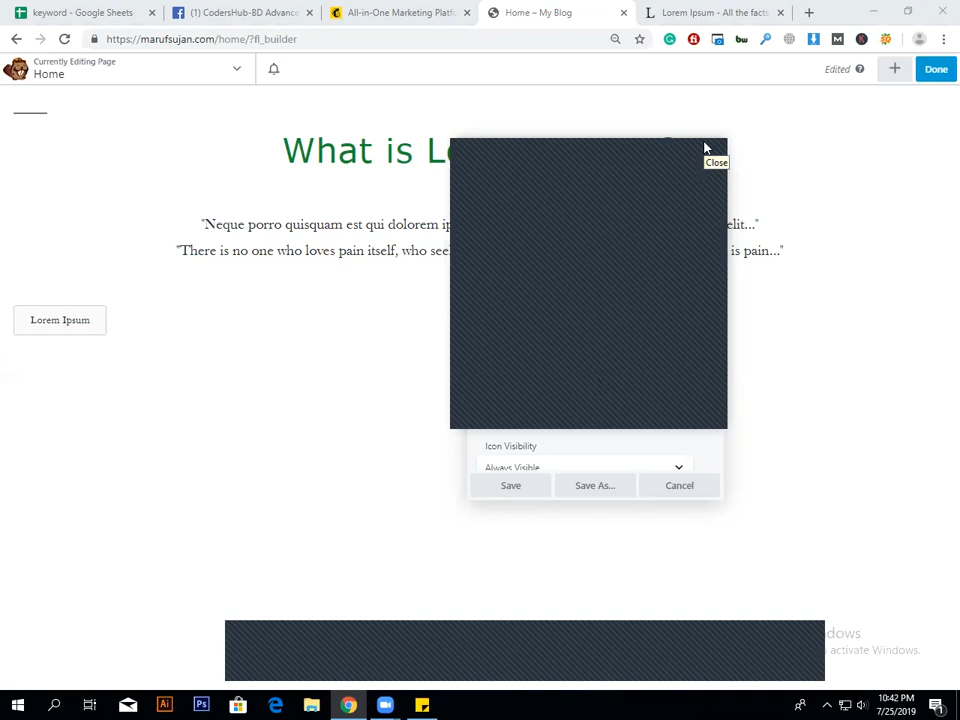 keyword - Google Sheets
(1) CodersHub-BD Advance
All-in-One Marketing Platfo
Home – My Blog
Lorem Ipsum - All the facts
https://marufsujan.com/home/?fl_builder
Currently Editing Page
Home
Edited
Done
What is L
Close
"Neque porro quisquam est qui dolorem ip
elit..."
"There is no one who loves pain itself, who see
is pain..."
Lorem Ipsum
Icon Visibility
Always Visible
Save
Save As...
Cancel
dows
activate Windows.
10:42 PM
7/25/2019